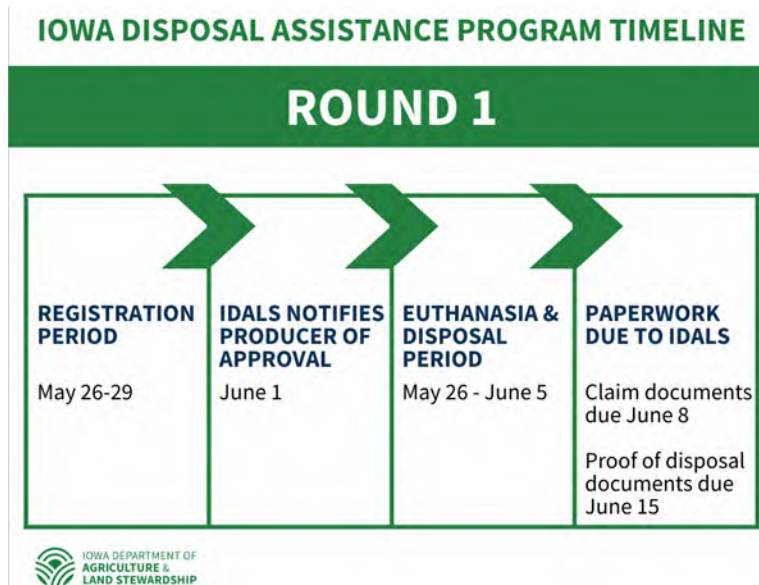 IOWA DISPOSAL ASSISTANCE PROGRAM TIMELINE
ROUND 1
REGISTRATION
PERIOD
May 26-29
IDALS NOTIFIES
PRODUCER OF
APPROVAL
June 1
EUTHANASIA &
DISPOSAL
PERIOD
May 26 - June 5
PAPERWORK
DUE TO IDALS
Claim documents
due June 8
Proof of disposal
documents due
June 15
IOWA DEPARTMENT OF
AGRICULTURE &
LAND STEWARDSHIP